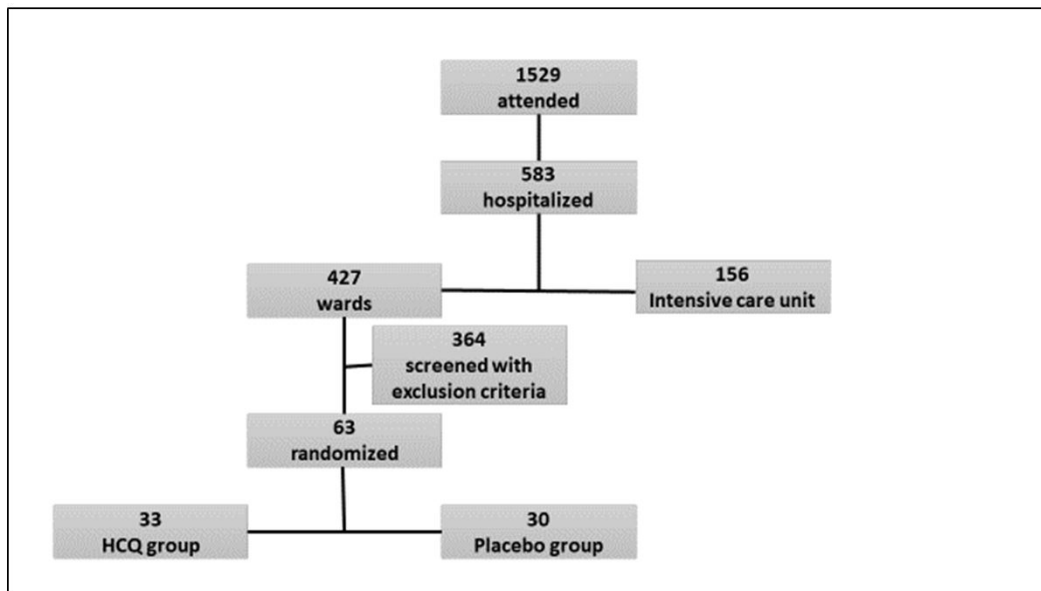 1529
attended
583
hospitalized
427
wards
156
Intensive care unit
364
screened with
exclusion criteria
63
randomized
33
HCQ group
30
Placebo group